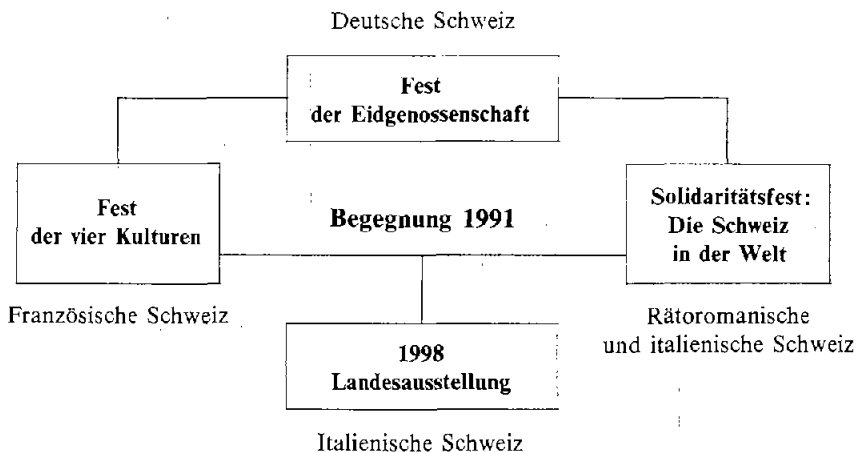 Deutsche Schweiz
Fest
der Eidgenossenschaft
Fest
der vier Kulturen
Begegnung 1991
Solidaritätsfest:
Die Schweiz
in der Welt
Französische Schweiz
Rätoromanische
und italienische Schweiz
1998
Landesausstellung
Italienische Schweiz